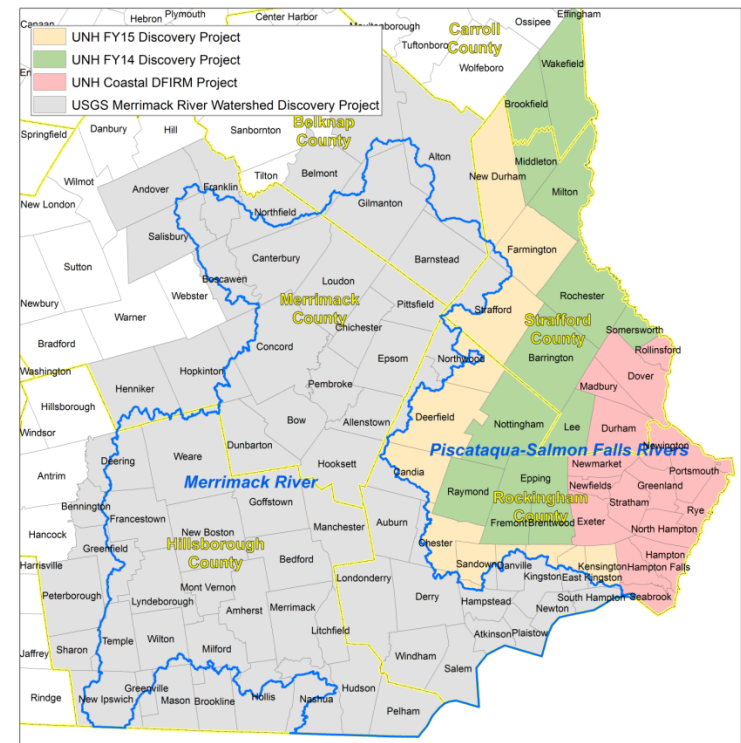 Hebron
Plymouth
Center Harbor
Moultonborough
Ossipee
Effingham
Canaan
UNH FY15 Discovery Project
UNH FY14 Discovery Project
UNH Coastal DFIRM Project
USGS Merrimack River Watershed Discovery Project
Tuftonboro
Carroll
County
Wolfeboro
Wakefield
Brookfield
Springfield
Danbury
Hill
Sanbornton
Belknap
County
Alton
Middleton
Tilton
Belmont
New Durham
Wilmot
Andover
Franklin
Gilmanton
Milton
New London
Northfield
Salisbury
Farmington
Sutton
Canterbury
Barnstead
Boscawen
Loudon
Webster
Rochester
Newbury
Merrimack
County
Pittsfield
Strafford
Warner
Chichester
Strafford
County
Somersworth
Bradford
Concord
Epsom
Northwood
Barrington
Rollinsford
Washington
Hopkinton
Dover
Henniker
Pembroke
Madbury
Hillsborough
Bow
Allenstown
Deerfield
Nottingham
Lee
Durham
Windsor
Dunbarton
Newington
Deering
Weare
Hooksett
Piscataqua-Salmon Falls Rivers
Antrim
Merrimack River
Candia
Epping
Newmarket
Portsmouth
Bennington
Goffstown
Raymond
Rockingham
County
Newfields
Greenland
Stratham
Rye
Francestown
New Boston
Manchester
Auburn
Fremont
Brentwood
Exeter
North Hampton
Hancock
Greenfield
Hillsborough
County
Bedford
Chester
Hampton
Harrisville
Londonderry
Sandown
Danville
Kensington
Hampton Falls
Mont Vernon
Kingston
East Kingston
Peterborough
Lyndeborough
Amherst
Merrimack
Derry
Hampstead
South Hampton
Seabrook
Newton
Litchfield
Atkinson
Plaistow
Temple
Wilton
Milford
Sharon
Jaffrey
Windham
Salem
Greenville
Hudson
Rindge
New Ipswich
Mason
Brookline
Hollis
Nashua
Pelham